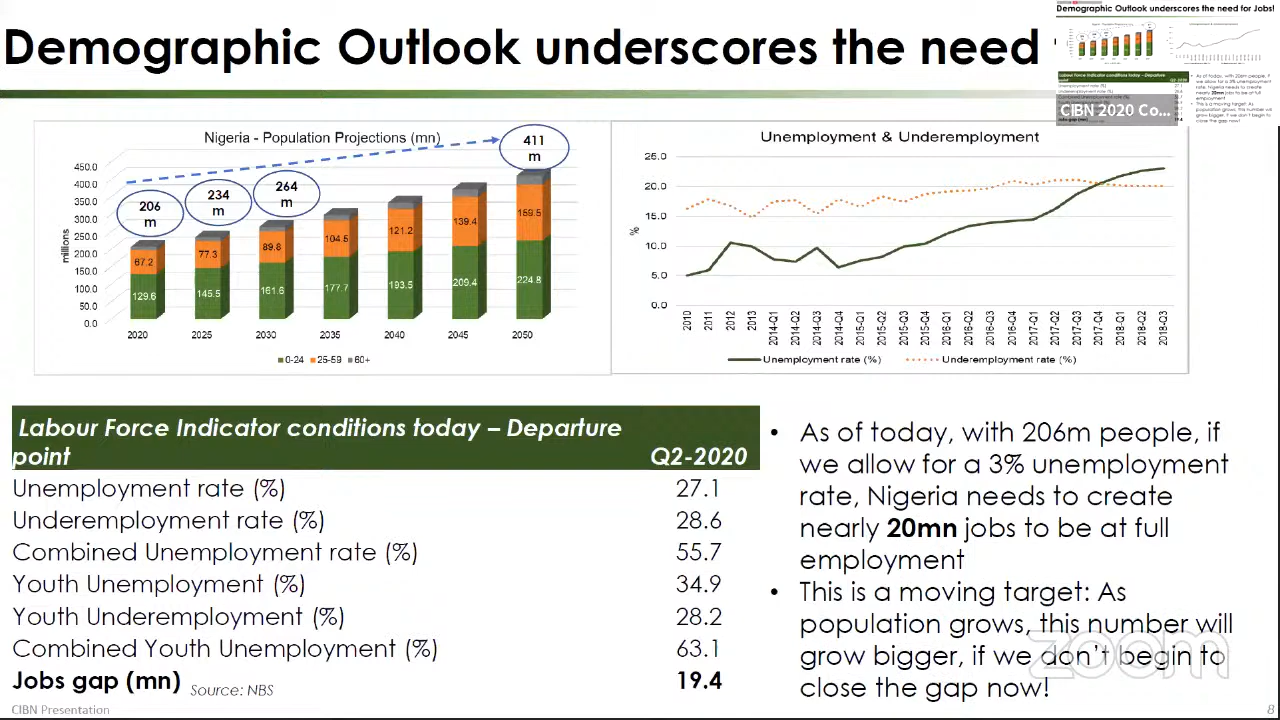 Demographic Outlook underscores the need
Demographic Outlook underscores the need for Jobs!
CIBN 2020 Co...
Nigeria - Population Projections (mn)
millions
450.0
400.0
350.0
300.0
250.0
200.0
150.0
100.0
50.0
0.0
206 m
234 m
264 m
411 m
67.2
77.3
89.8
104.5
121.2
139.4
159.5
129.6
145.5
161.6
177.7
193.5
209.4
224.8
2020 2025 2030 2035 2040 2045 2050
0-24 25-59 60+
Unemployment & Underemployment
%
25.0
20.0
15.0
10.0
5.0
0.0
2010 2011 2012 2013 2014-Q1 2014-Q2 2014-Q3 2014-Q4 2015-Q1 2015-Q2 2015-Q3 2015-Q4 2016-Q1 2016-Q2 2016-Q3 2016-Q4 2017-Q1 2017-Q2 2017-Q3 2017-Q4 2018-Q1 2018-Q2 2018-Q3
Unemployment rate (%) Underemployment rate (%)
Labour Force Indicator conditions today – Departure
point Q2-2020
Unemployment rate (%) 27.1
Underemployment rate (%) 28.6
Combined Unemployment rate (%) 55.7
Youth Unemployment (%) 34.9
Youth Underemployment (%) 28.2
Combined Youth Unemployment (%) 63.1
Jobs gap (mn) Source: NBS 19.4
• As of today, with 206m people, if
we allow for a 3% unemployment
rate, Nigeria needs to create
nearly 20mn jobs to be at full
employment
• This is a moving target: As
population grows, this number will
grow bigger, if we don't begin to
close the gap now!
zoom
CIBN Presentation
8